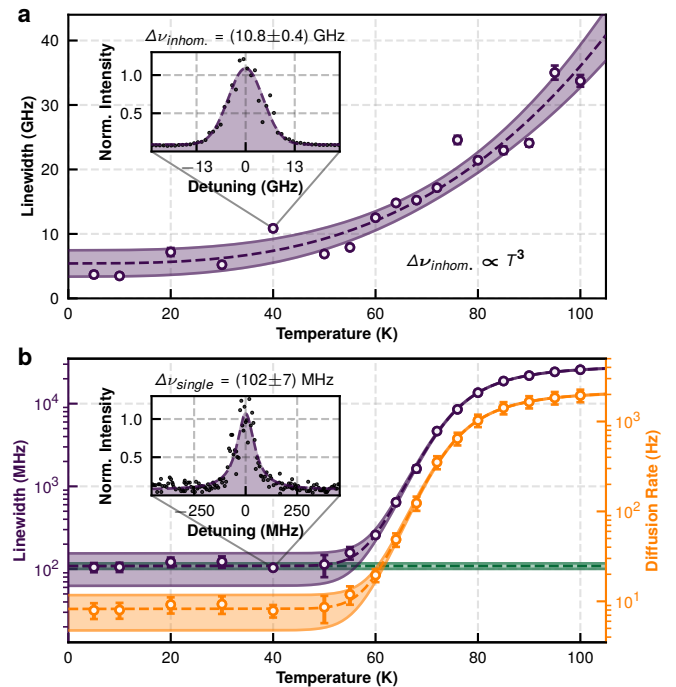 a
Δν_inhom. = (10.8±0.4) GHz
Norm. Intensity
1.0
0.5
−13 0 13
Detuning (GHz)
Linewidth (GHz)
40
30
20
10
0
Δν_inhom. ∝ T³
0 20 40 60 80 100
Temperature (K)
b
Δν_single = (102±7) MHz
Norm. Intensity
1.0
0.5
−250 0 250
Detuning (MHz)
Linewidth (MHz)
10⁴
10³
10²
Diffusion Rate (Hz)
10³
10²
10¹
0 20 40 60 80 100
Temperature (K)